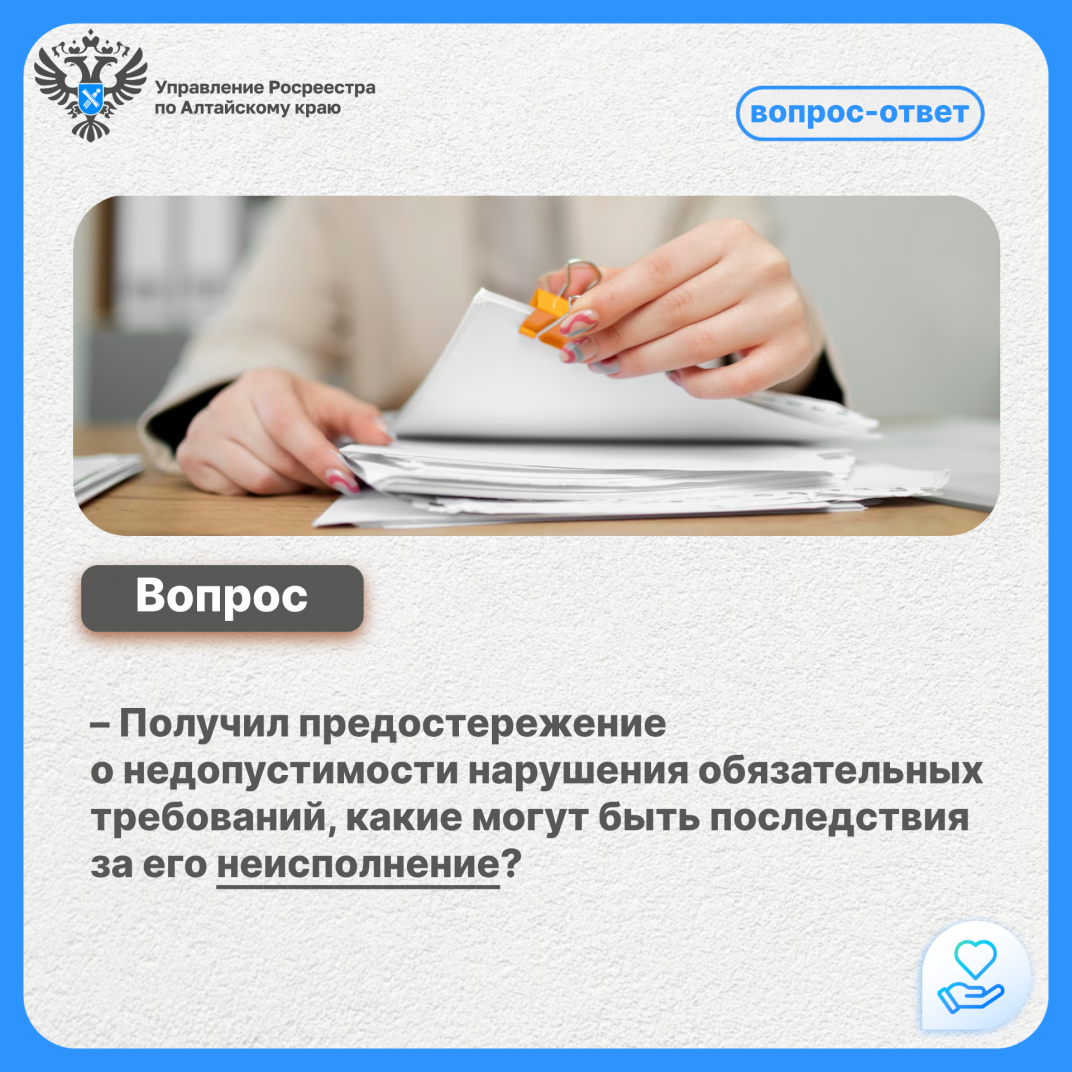 Управление Росреестра
по Алтайскому краю
вопрос-ответ
Вопрос
– Получил предостережение
о недопустимости нарушения обязательных
требований, какие могут быть последствия
за его неисполнение?